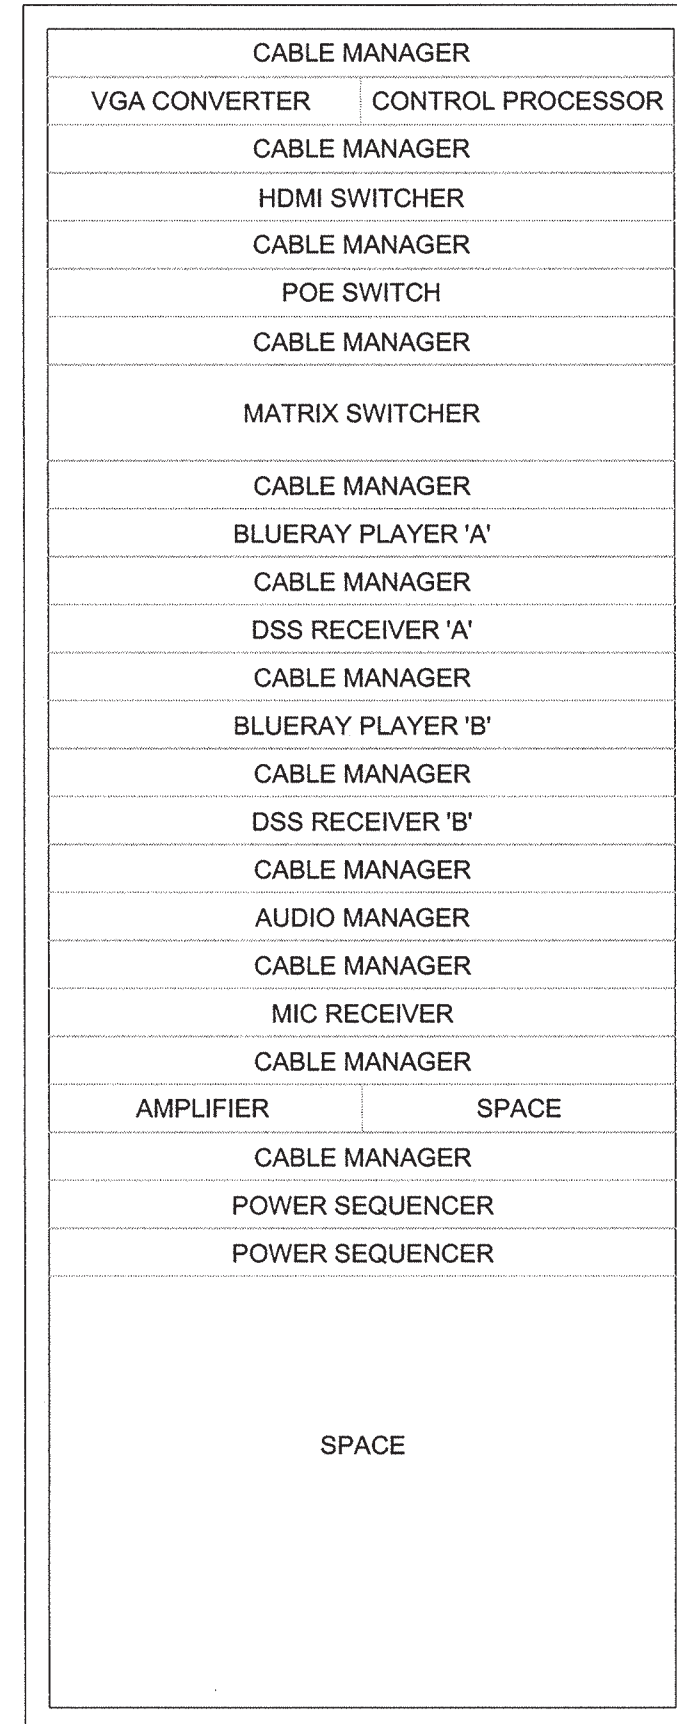 CABLE MANAGER
VGA CONVERTER CONTROL PROCESSOR
CABLE MANAGER
HDMI SWITCHER
CABLE MANAGER
POE SWITCH
CABLE MANAGER
MATRIX SWITCHER
CABLE MANAGER
BLUERAY PLAYER 'A'
CABLE MANAGER
DSS RECEIVER 'A'
CABLE MANAGER
BLUERAY PLAYER 'B'
CABLE MANAGER
DSS RECEIVER 'B'
CABLE MANAGER
AUDIO MANAGER
CABLE MANAGER
MIC RECEIVER
CABLE MANAGER
AMPLIFIER SPACE
CABLE MANAGER
POWER SEQUENCER
POWER SEQUENCER
SPACE